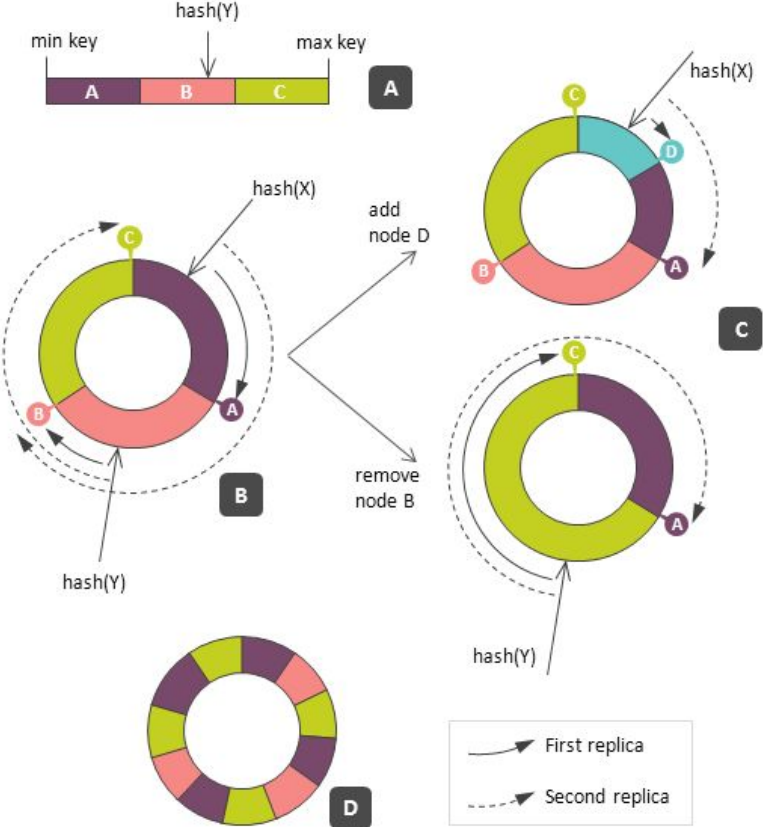 hash(Y)
min key
max key
A
B
C
A
hash(X)
C
D
A
B
hash(X)
add
node D
C
B
A
B
hash(Y)
C
remove
node B
C
A
hash(Y)
D
First replica
Second replica